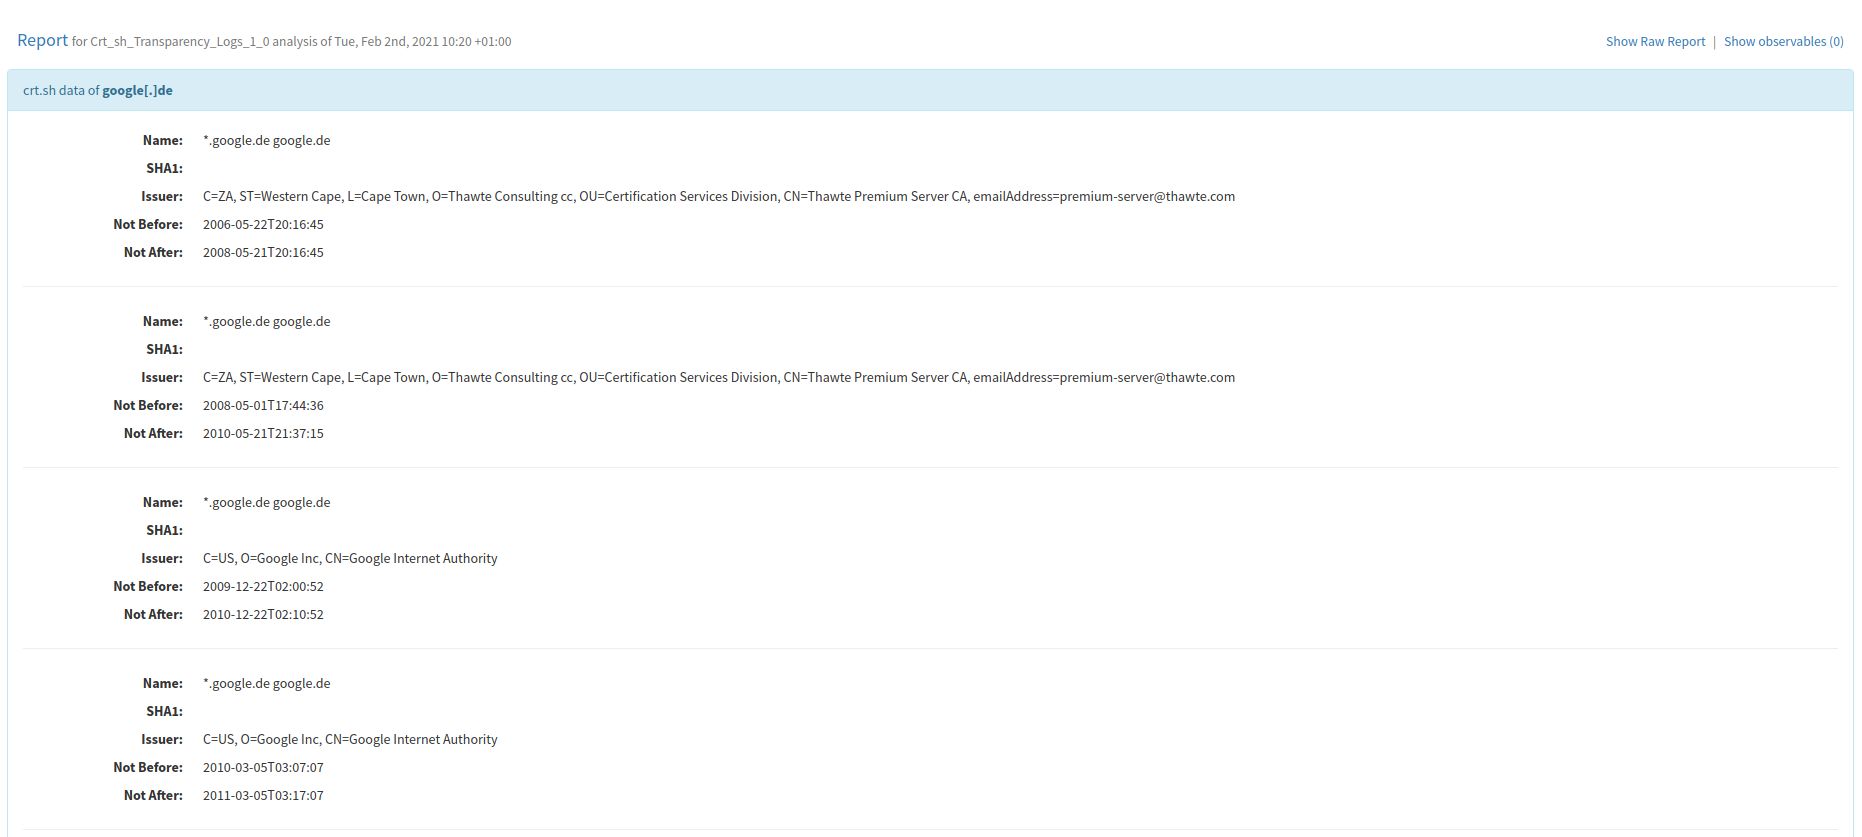 Report for Crt_sh_Transparency_Logs_1_0 analysis of Tue, Feb 2nd, 2021 10:20 +01:00 Show Raw Report | Show observables (0)
crt.sh data of google[.]de
Name: *.google.de google.de
SHA1:
Issuer: C=ZA, ST=Western Cape, L=Cape Town, O=Thawte Consulting cc, OU=Certification Services Division, CN=Thawte Premium Server CA, emailAddress=premium-server@thawte.com
Not Before: 2006-05-22T20:16:45
Not After: 2008-05-21T20:16:45
Name: *.google.de google.de
SHA1:
Issuer: C=ZA, ST=Western Cape, L=Cape Town, O=Thawte Consulting cc, OU=Certification Services Division, CN=Thawte Premium Server CA, emailAddress=premium-server@thawte.com
Not Before: 2008-05-01T17:44:36
Not After: 2010-05-21T21:37:15
Name: *.google.de google.de
SHA1:
Issuer: C=US, O=Google Inc, CN=Google Internet Authority
Not Before: 2009-12-22T02:00:52
Not After: 2010-12-22T02:10:52
Name: *.google.de google.de
SHA1:
Issuer: C=US, O=Google Inc, CN=Google Internet Authority
Not Before: 2010-03-05T03:07:07
Not After: 2011-03-05T03:17:07